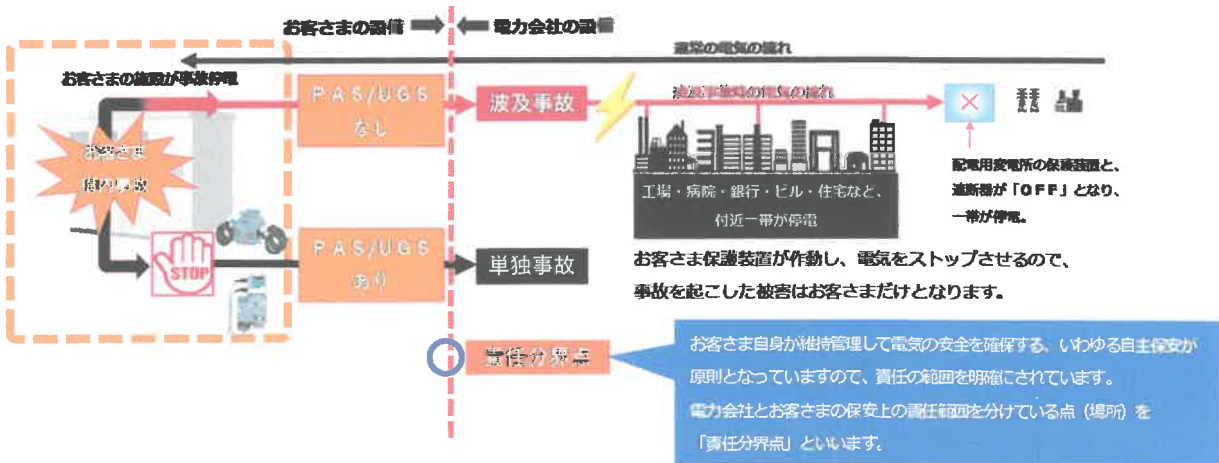 お客さまの設備
電力会社の設備
通常の電気の流れ
お客さまの施設が事故停電
PAS/UGS
なし
波及事故
波及事故時の電気の流れ
お客さま
構内事故
工場・病院・銀行・ビル・住宅など、
付近一帯が停電
配電用変電所の保護装置と、
遮断器が「OFF」となり、
一帯が停電。
STOP
PAS/UGS
あり
単独事故
お客さま保護装置が作動し、電気をストップさせるので、
事故を起こした被害はお客さまだけとなります。
責任分界点
お客さま自身が維持管理して電気の安全を確保する、いわゆる自主保安が
原則となっていますので、責任の範囲を明確にされています。
電力会社とお客さまの保安上の責任範囲を分けている点（場所）を
「責任分界点」といいます。